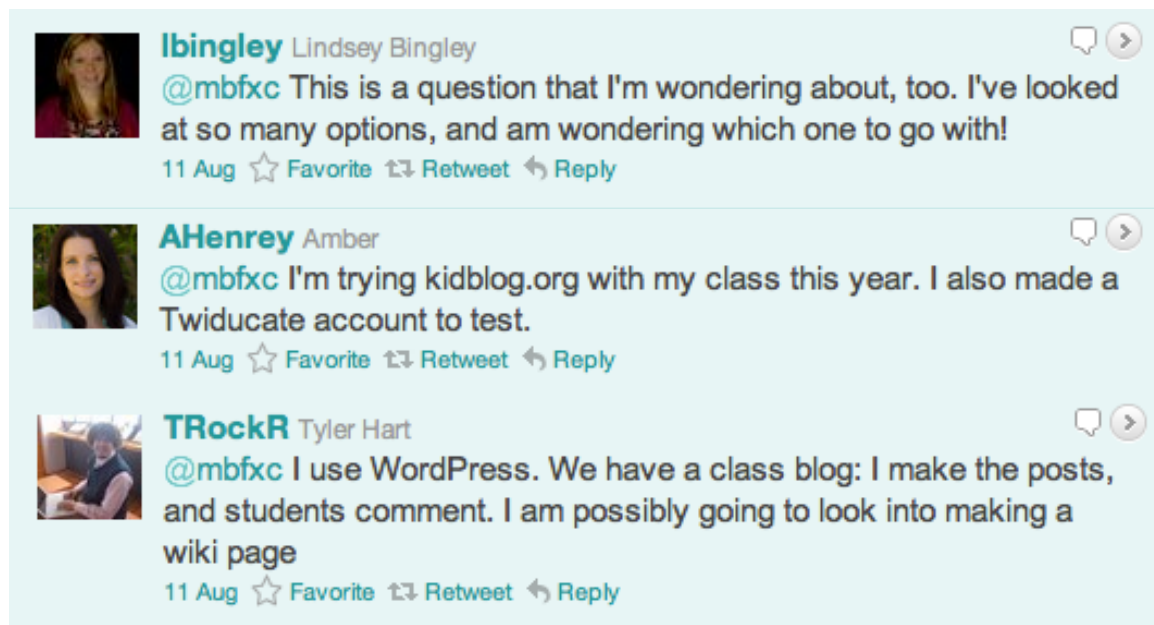 lbingley Lindsey Bingley
@mbfxc This is a question that I'm wondering about, too. I've looked
at so many options, and am wondering which one to go with!
11 Aug Favorite Retweet Reply
AHenrey Amber
@mbfxc I'm trying kidblog.org with my class this year. I also made a
Twiducate account to test.
11 Aug Favorite Retweet Reply
TRockR Tyler Hart
@mbfxc I use WordPress. We have a class blog: I make the posts,
and students comment. I am possibly going to look into making a
wiki page
11 Aug Favorite Retweet Reply